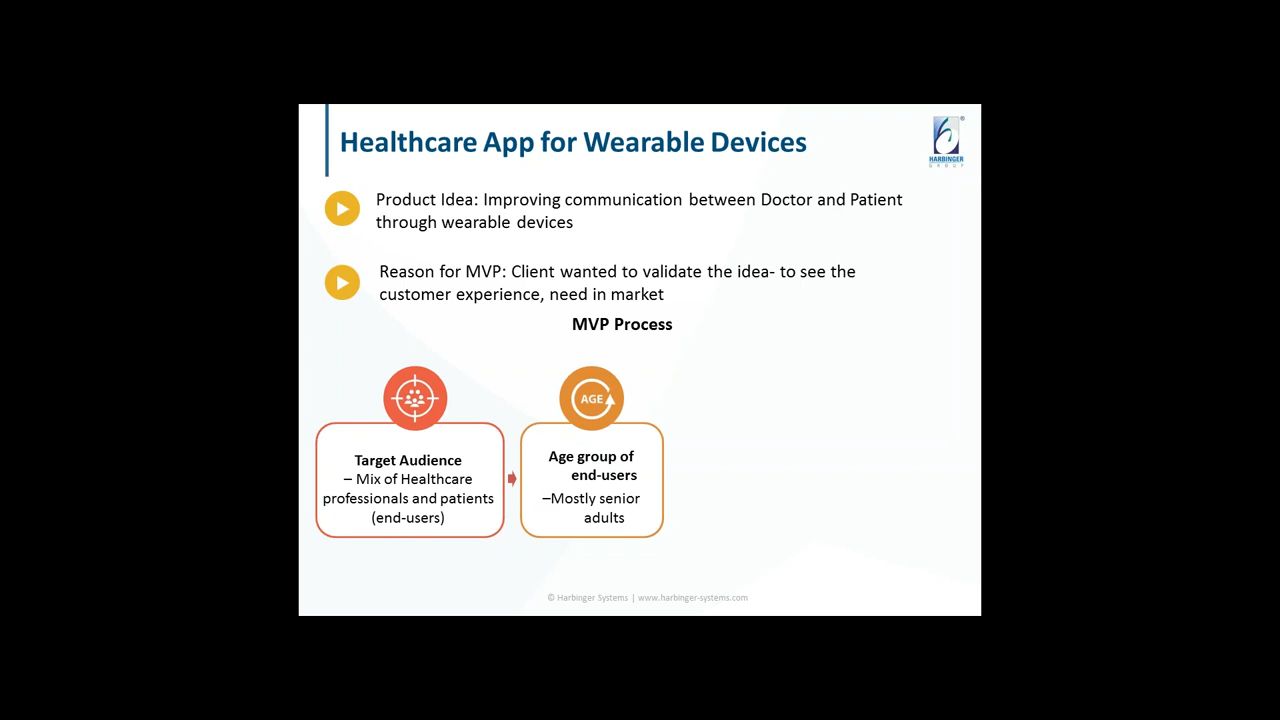 Healthcare App for Wearable Devices
®
HARBINGER
GROUP
Product Idea: Improving communication between Doctor and Patient
through wearable devices
Reason for MVP: Client wanted to validate the idea- to see the
customer experience, need in market
MVP Process
AGE
Target Audience
– Mix of Healthcare
professionals and patients
(end-users)
Age group of
end-users
–Mostly senior
adults
© Harbinger Systems | www.harbinger-systems.com